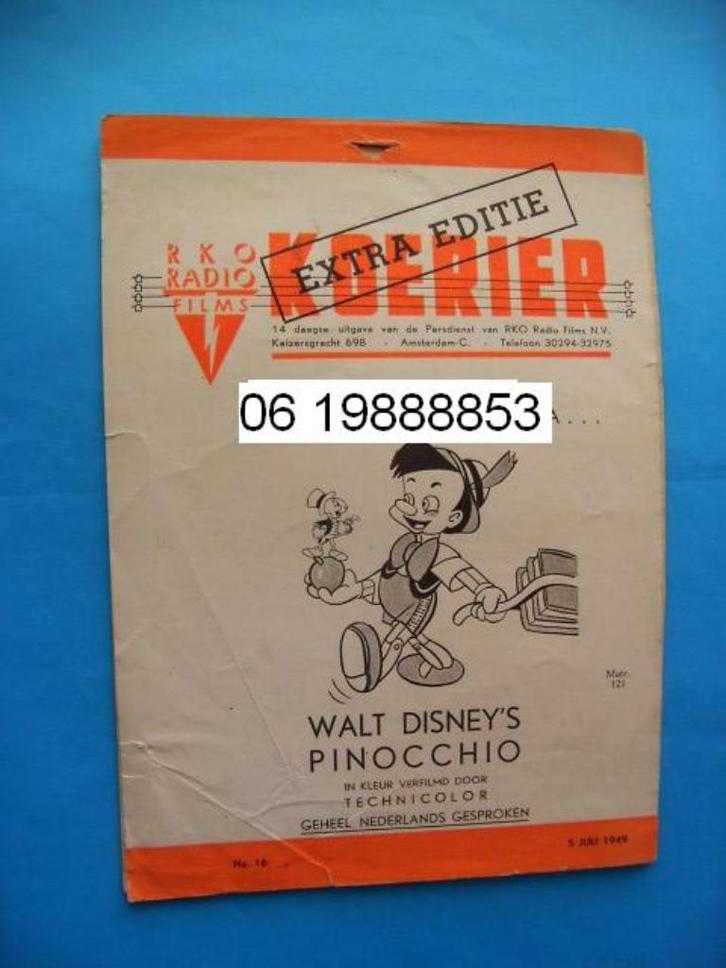 EXTRA EDITIE
RKO
RADIO
FILMS
KOERIER
14 daagse uitgave van de Persdienst van RKO Radio Films N.V.
Keizersgracht 698 - Amsterdam-C. - Telefoon 30294-32975
06 19888853
A...
Matr.
121
WALT DISNEY'S
PINOCCHIO
IN KLEUR VERFILMD DOOR
TECHNICOLOR
GEHEEL NEDERLANDS GESPROKEN
No. 16
5 JULI 1949